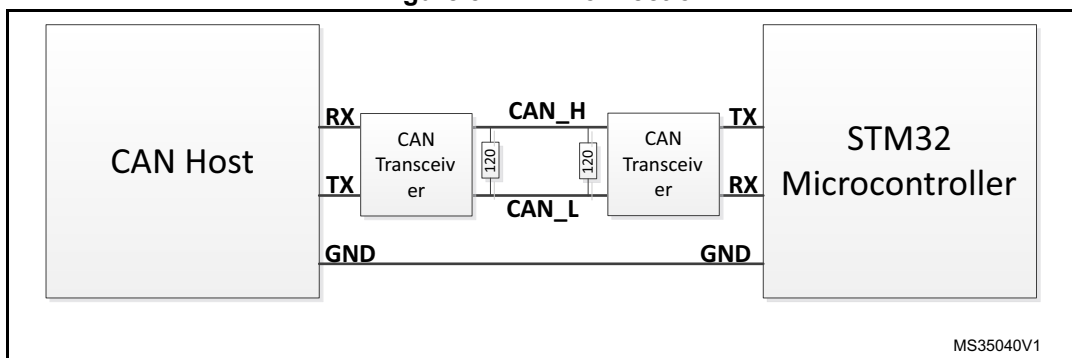 CAN Host
RX
TX
GND
CAN
Transceiv
er
CAN_H
120
120
CAN_L
CAN
Transceiv
er
TX
RX
GND
STM32
Microcontroller
MS35040V1